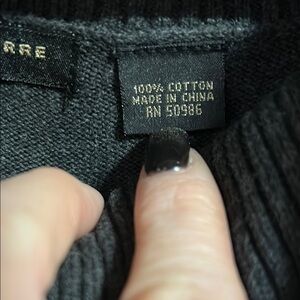 RRE
100% COTTON
MADE IN CHINA
RN 50986